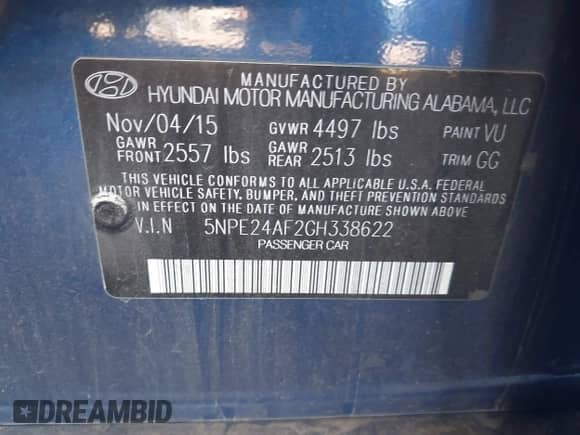 MANUFACTURED BY
HYUNDAI MOTOR MANUFACTURING ALABAMA, LLC
Nov/04/15 GVWR 4497 lbs PAINT VU
GAWR FRONT 2557 lbs GAWR REAR 2513 lbs TRIM GG
THIS VEHICLE CONFORMS TO ALL APPLICABLE U.S.A. FEDERAL
MOTOR VEHICLE SAFETY, BUMPER, AND THEFT PREVENTION STANDARDS
IN EFFECT ON THE DATE OF MANUFACTURE SHOWN ABOVE.
V.I.N 5NPE24AF2GH338622
PASSENGER CAR
DREAMBID